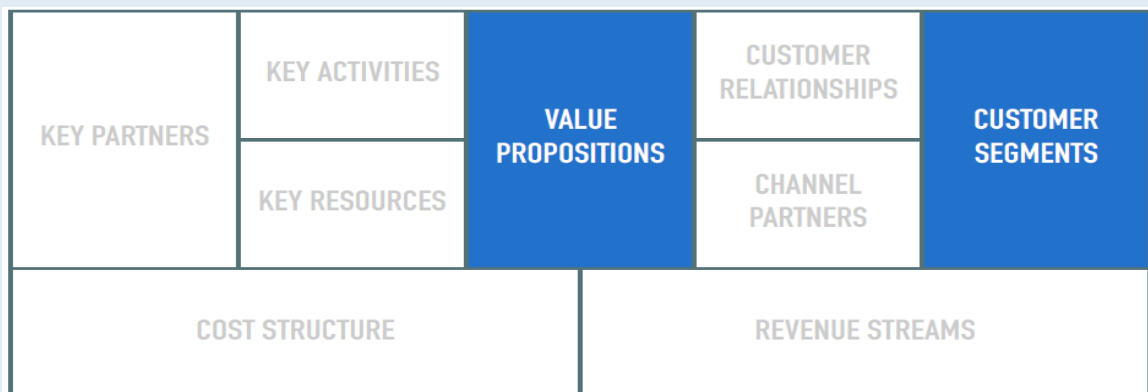 KEY PARTNERS
KEY ACTIVITIES
KEY RESOURCES
VALUE
PROPOSITIONS
CUSTOMER
RELATIONSHIPS
CHANNEL
PARTNERS
CUSTOMER
SEGMENTS
COST STRUCTURE
REVENUE STREAMS